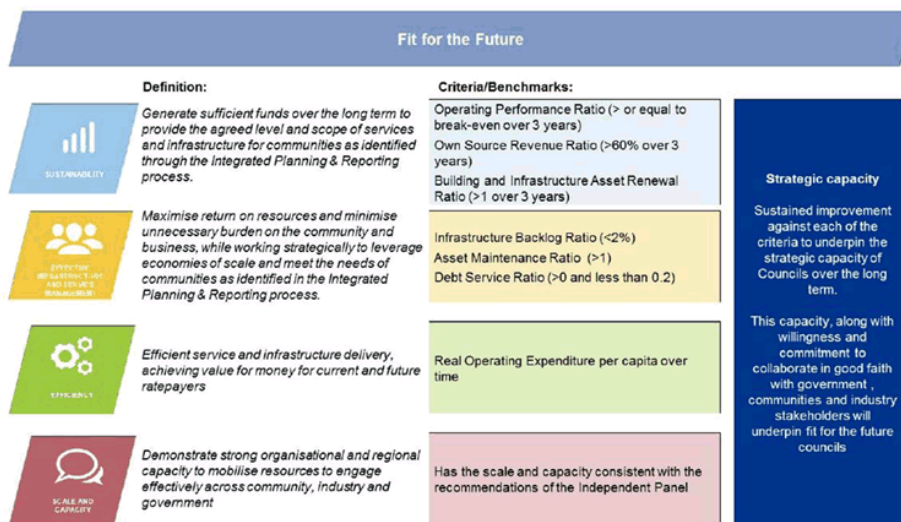 Fit for the Future
Definition:
Criteria/Benchmarks:
SUSTAINABILITY
Generate sufficient funds over the long term to
provide the agreed level and scope of services
and infrastructure for communities as identified
through the Integrated Planning & Reporting
process.
Operating Performance Ratio (> or equal to
break-even over 3 years)
Own Source Revenue Ratio (>60% over 3
years)
Building and Infrastructure Asset Renewal
Ratio (>1 over 3 years)
EFFECTIVE
INFRASTRUCTURE
AND SERVICE
MANAGEMENT
Maximise return on resources and minimise
unnecessary burden on the community and
business, while working strategically to leverage
economies of scale and meet the needs of
communities as identified in the Integrated
Planning & Reporting process.
Infrastructure Backlog Ratio (<2%)
Asset Maintenance Ratio (>1)
Debt Service Ratio (>0 and less than 0.2)
EFFICIENCY
Efficient service and infrastructure delivery,
achieving value for money for current and future
ratepayers
Real Operating Expenditure per capita over
time
SCALE AND
CAPACITY
Demonstrate strong organisational and regional
capacity to mobilise resources to engage
effectively across community, industry and
government
Has the scale and capacity consistent with the
recommendations of the Independent Panel
Strategic capacity
Sustained improvement
against each of the
criteria to underpin the
strategic capacity of
Councils over the long
term.
This capacity, along with
willingness and
commitment to
collaborate in good faith
with government ,
communities and industry
stakeholders will
underpin fit for the future
councils